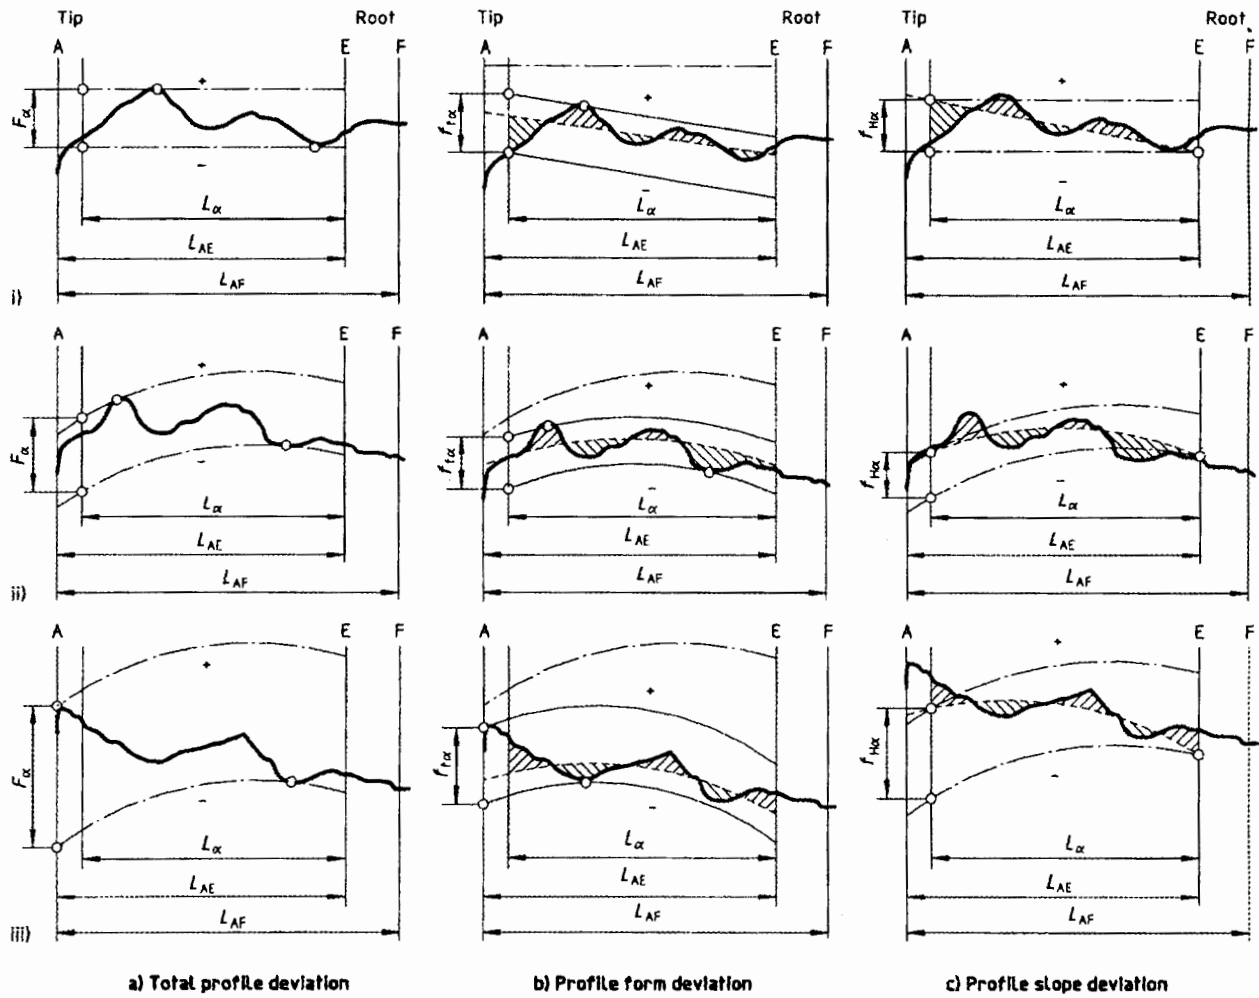 Tip Root Tip Root Tip Root
A E F A E F A E F
+ + +
Fα ffα fHα
− − −
Lα Lα Lα
LAE LAE LAE
LAF LAF LAF
i)
A E F A E F A E F
+ + +
Fα ffα fHα
− − −
Lα Lα Lα
LAE LAE LAE
LAF LAF LAF
ii)
A E F A E F A E F
+ + +
Fα ffα fHα
− − −
Lα Lα Lα
LAE LAE LAE
LAF LAF LAF
iii)
a) Total profile deviation b) Profile form deviation c) Profile slope deviation